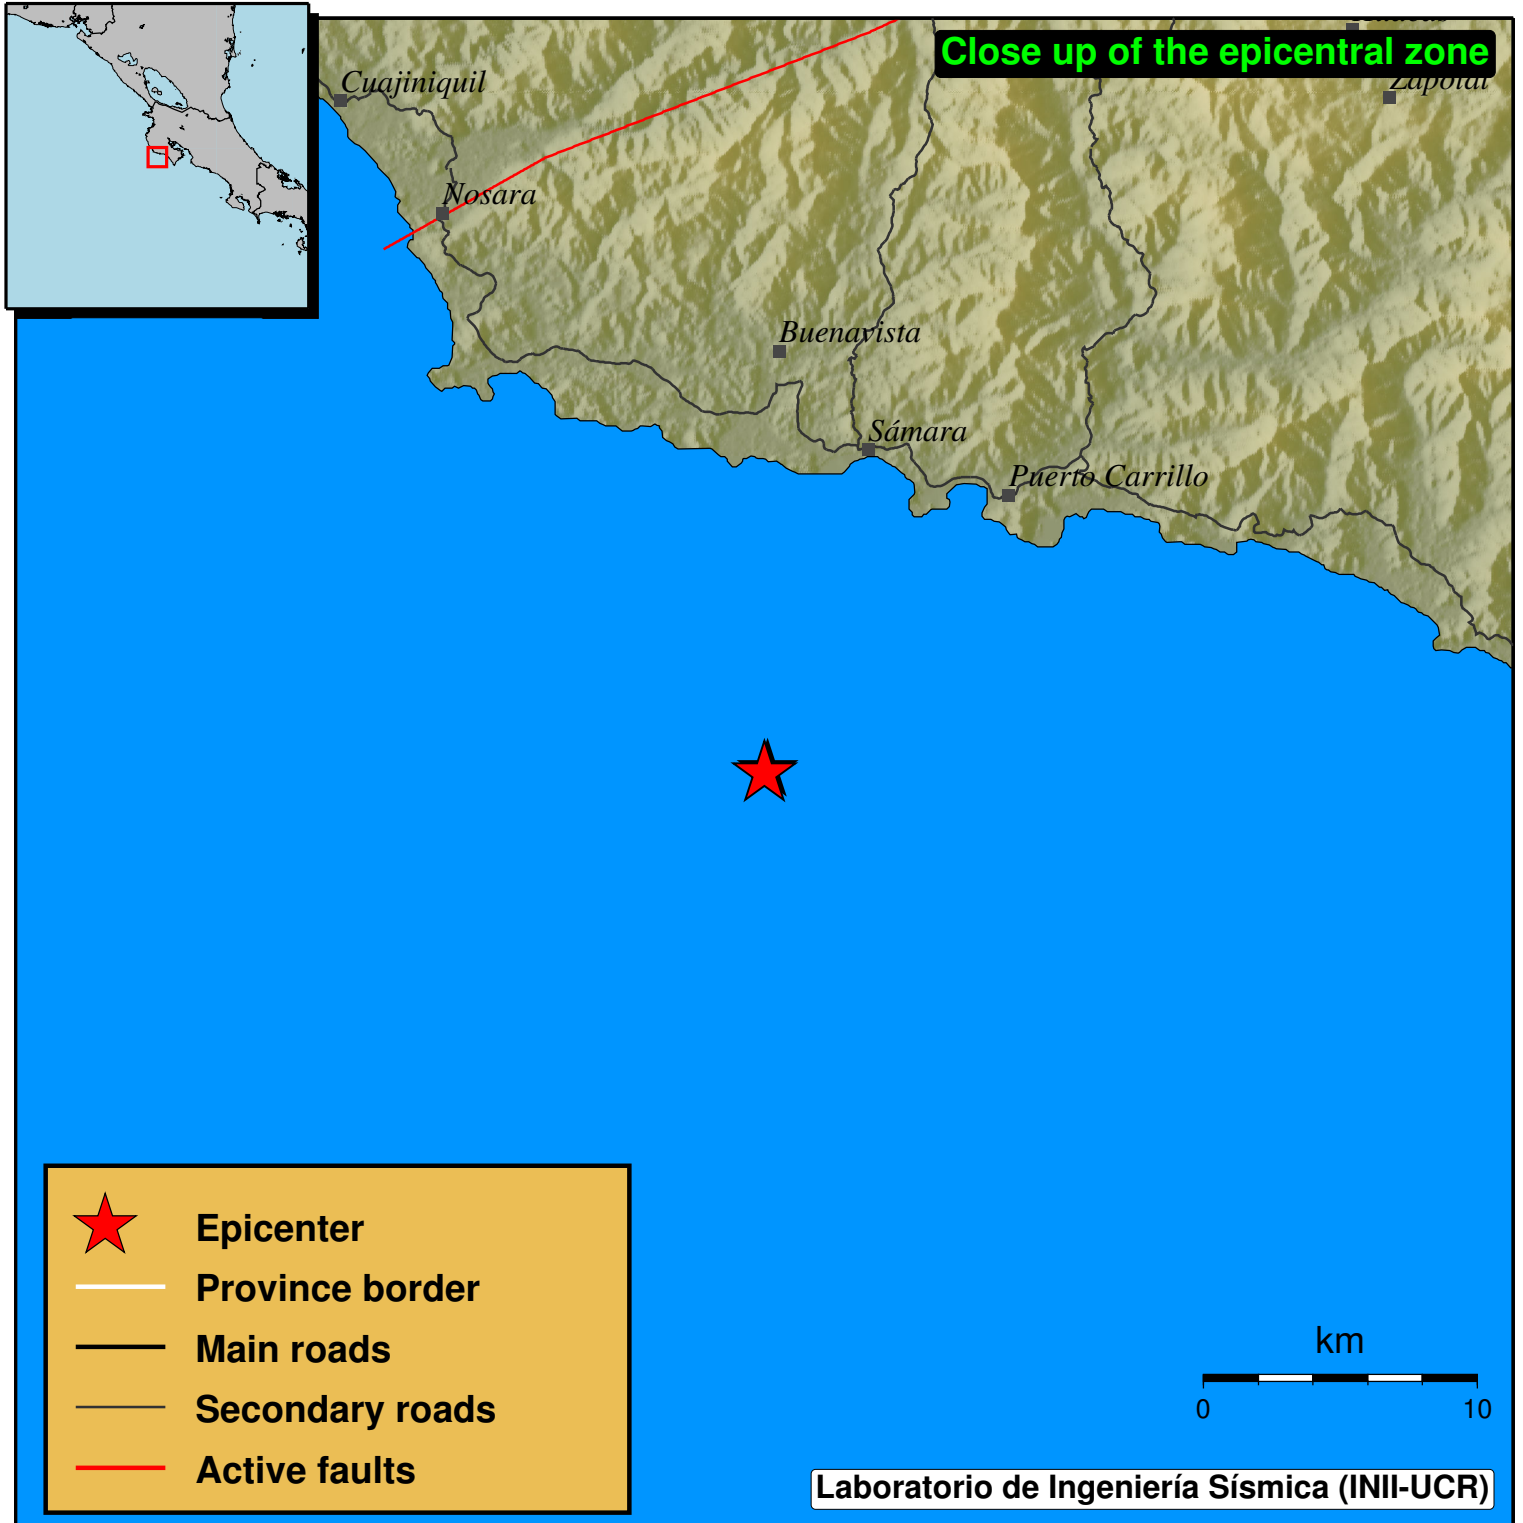 Close up of the epicentral zone
Cuajiniquil
Zapotal
Nosara
Buenavista
Sámara
Puerto Carrillo
Epicenter
Province border
Main roads
Secondary roads
Active faults
km
0 10
Laboratorio de Ingeniería Sísmica (INII-UCR)